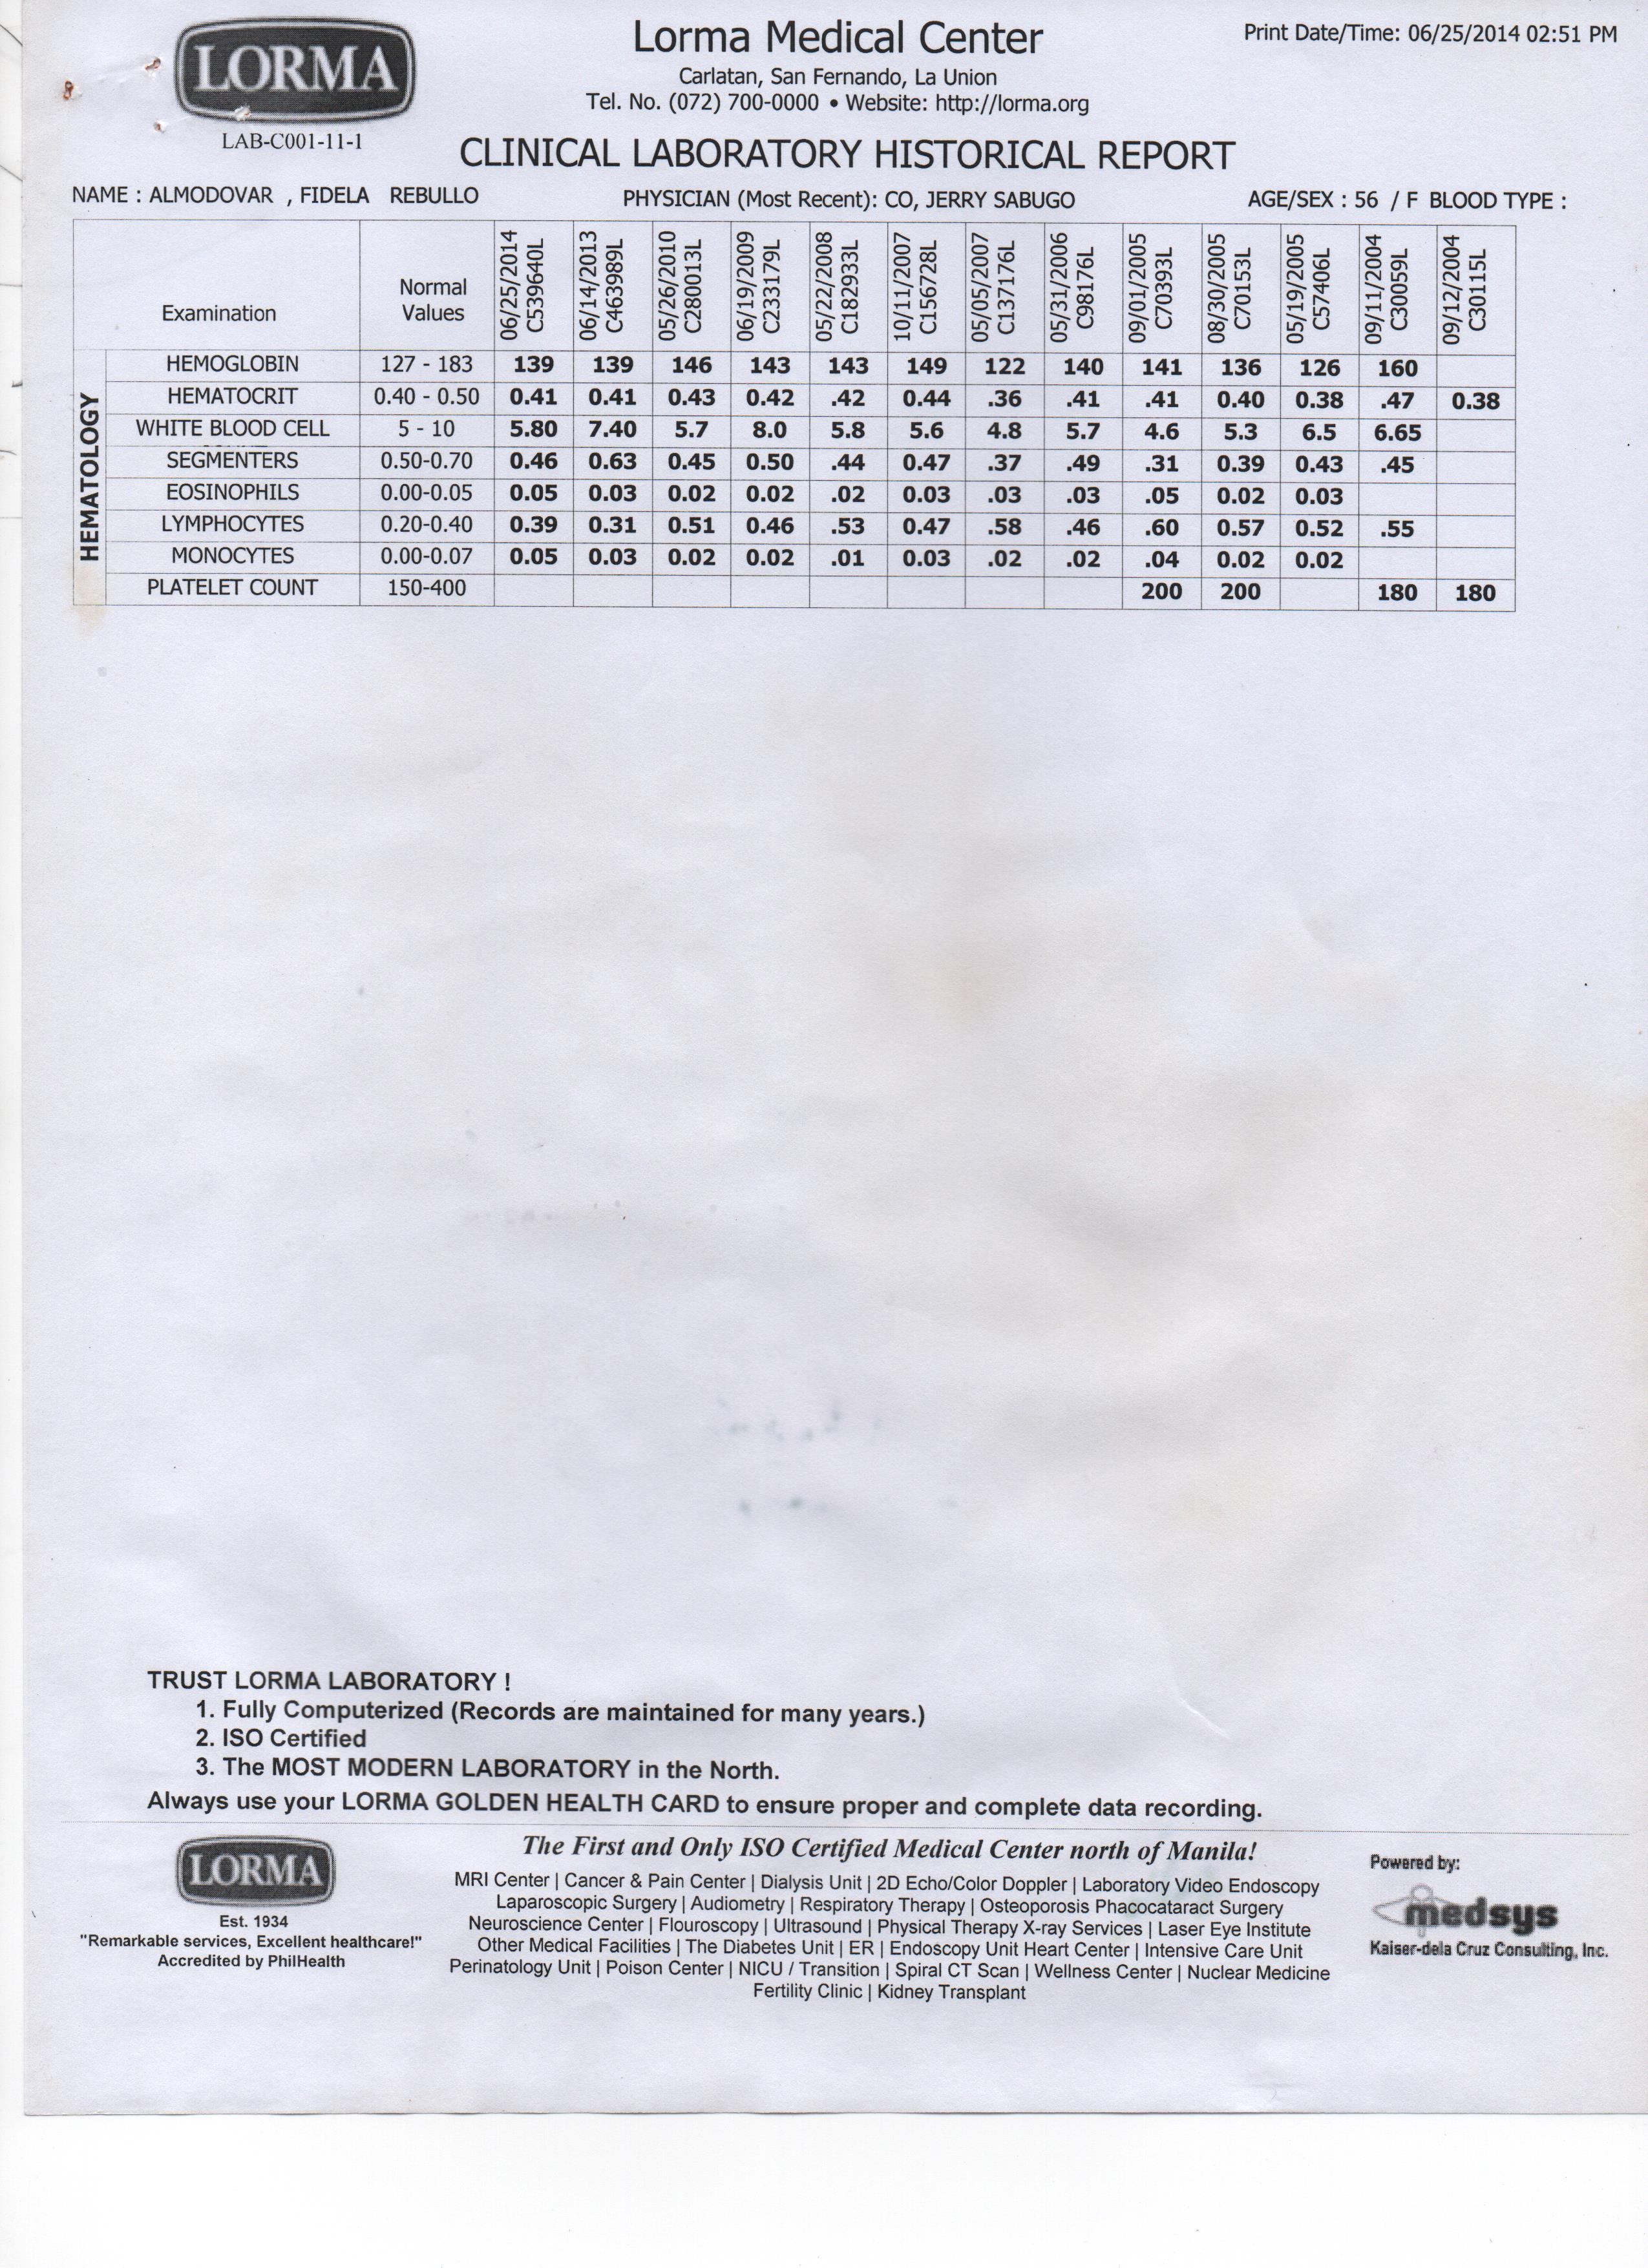 LORMA
LAB-C001-11-1
Lorma Medical Center
Carlatan, San Fernando, La Union
Tel. No. (072) 700-0000 • Website: http://lorma.org
Print Date/Time: 06/25/2014 02:51 PM
CLINICAL LABORATORY HISTORICAL REPORT
NAME : ALMODOVAR , FIDELA REBULLO PHYSICIAN (Most Recent): CO, JERRY SABUGO AGE/SEX : 56 / F BLOOD TYPE :
Examination Normal Values 06/25/2014 C539640L 06/14/2013 C463989L 05/26/2010 C280013L 06/19/2009 C233179L 05/22/2008 C182933L 10/11/2007 C156728L 05/05/2007 C137176L 05/31/2006 C98176L 09/01/2005 C70393L 08/30/2005 C70153L 05/19/2005 C57406L 09/11/2004 C30059L 09/12/2004 C30115L
HEMATOLOGY
HEMOGLOBIN 127 - 183 139 139 146 143 143 149 122 140 141 136 126 160
HEMATOCRIT 0.40 - 0.50 0.41 0.41 0.43 0.42 .42 0.44 .36 .41 .41 0.40 0.38 .47 0.38
WHITE BLOOD CELL 5 - 10 5.80 7.40 5.7 8.0 5.8 5.6 4.8 5.7 4.6 5.3 6.5 6.65
SEGMENTERS 0.50-0.70 0.46 0.63 0.45 0.50 .44 0.47 .37 .49 .31 0.39 0.43 .45
EOSINOPHILS 0.00-0.05 0.05 0.03 0.02 0.02 .02 0.03 .03 .03 .05 0.02 0.03
LYMPHOCYTES 0.20-0.40 0.39 0.31 0.51 0.46 .53 0.47 .58 .46 .60 0.57 0.52 .55
MONOCYTES 0.00-0.07 0.05 0.03 0.02 0.02 .01 0.03 .02 .02 .04 0.02 0.02
PLATELET COUNT 150-400 200 200 180 180
TRUST LORMA LABORATORY !
1. Fully Computerized (Records are maintained for many years.)
2. ISO Certified
3. The MOST MODERN LABORATORY in the North.
Always use your LORMA GOLDEN HEALTH CARD to ensure proper and complete data recording.
LORMA
Est. 1934
"Remarkable services, Excellent healthcare!"
Accredited by PhilHealth
The First and Only ISO Certified Medical Center north of Manila!
MRI Center | Cancer & Pain Center | Dialysis Unit | 2D Echo/Color Doppler | Laboratory Video Endoscopy
Laparoscopic Surgery | Audiometry | Respiratory Therapy | Osteoporosis Phacocataract Surgery
Neuroscience Center | Flouroscopy | Ultrasound | Physical Therapy X-ray Services | Laser Eye Institute
Other Medical Facilities | The Diabetes Unit | ER | Endoscopy Unit Heart Center | Intensive Care Unit
Perinatology Unit | Poison Center | NICU / Transition | Spiral CT Scan | Wellness Center | Nuclear Medicine
Fertility Clinic | Kidney Transplant
Powered by:
medsys
Kaiser-dela Cruz Consulting, Inc.